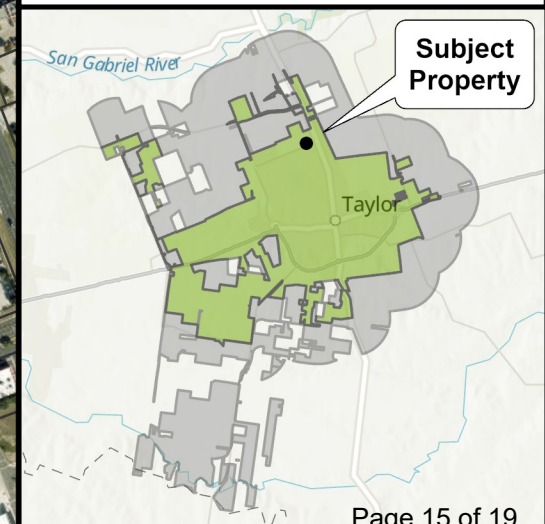 San Gabriel River
Subject
Property
Taylor
Page 15 of 19